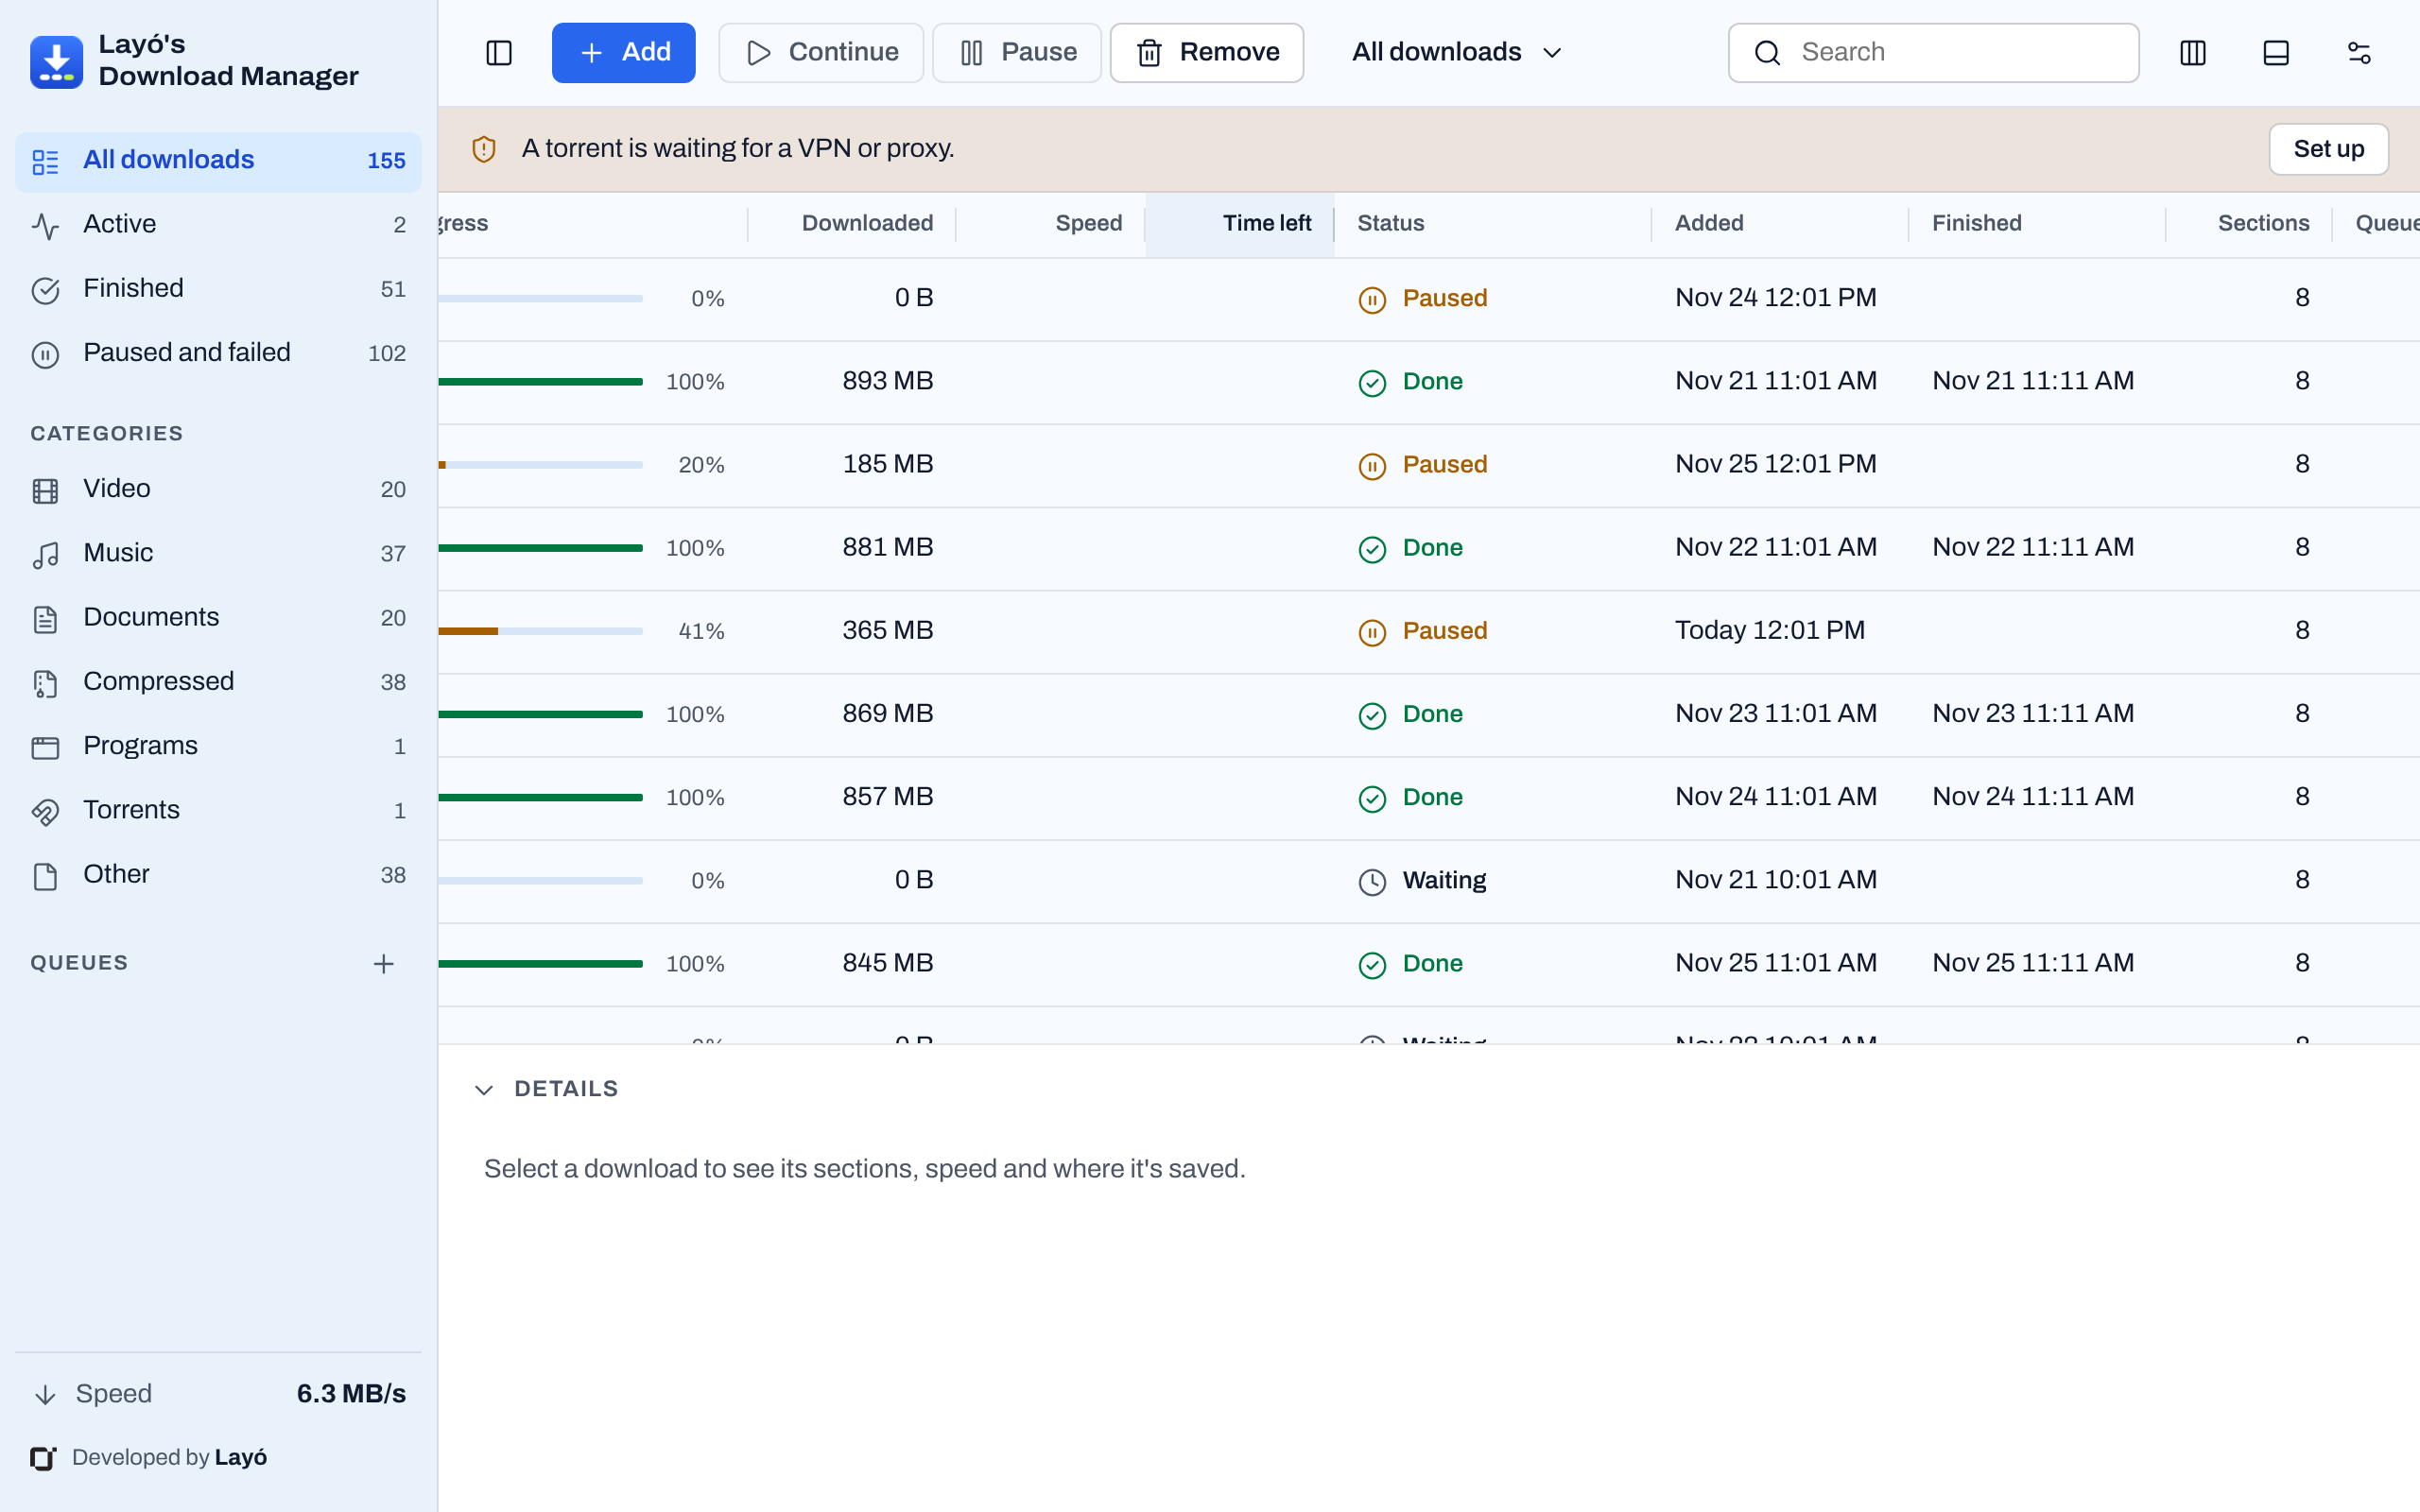 Layó's
Download Manager
Add
Continue
Pause
Remove
All downloads
Search
All downloads 155
Active 2
Finished 51
Paused and failed 102
CATEGORIES
Video 20
Music 37
Documents 20
Compressed 38
Programs 1
Torrents 1
Other 38
QUEUES
Speed 6.3 MB/s
Developed by Layó
A torrent is waiting for a VPN or proxy.
Set up
gress Downloaded Speed Time left Status Added Finished Sections Queue
0% 0 B Paused Nov 24 12:01 PM 8
100% 893 MB Done Nov 21 11:01 AM Nov 21 11:11 AM 8
20% 185 MB Paused Nov 25 12:01 PM 8
100% 881 MB Done Nov 22 11:01 AM Nov 22 11:11 AM 8
41% 365 MB Paused Today 12:01 PM 8
100% 869 MB Done Nov 23 11:01 AM Nov 23 11:11 AM 8
100% 857 MB Done Nov 24 11:01 AM Nov 24 11:11 AM 8
0% 0 B Waiting Nov 21 10:01 AM 8
100% 845 MB Done Nov 25 11:01 AM Nov 25 11:11 AM 8
0% 0 B Waiting Nov 22 10:01 AM 8
DETAILS
Select a download to see its sections, speed and where it's saved.